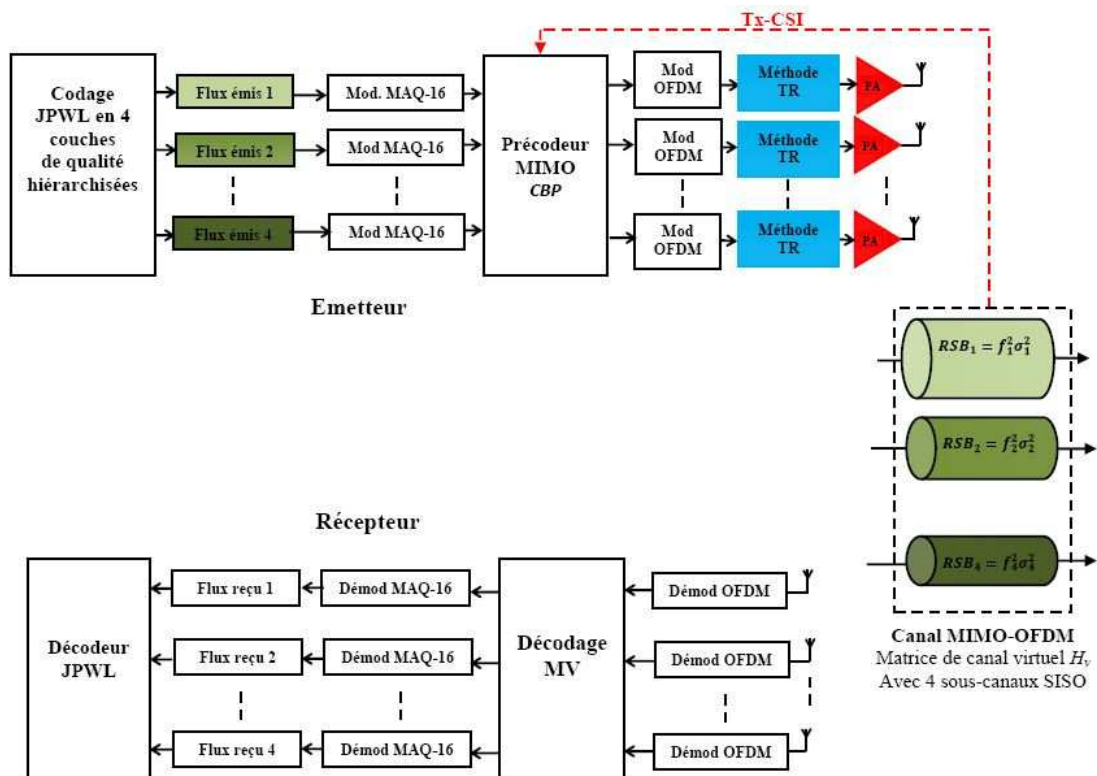 Tx-CSI
Codage
JPWL en 4
couches
de qualité
hiérarchisées
Flux émis 1
Mod. MAQ-16
Flux émis 2
Mod MAQ-16
Flux émis 4
Mod MAQ-16
Précodeur
MIMO
CBP
Mod
OFDM
Méthode
TR
PA
Mod
OFDM
Méthode
TR
PA
Mod
OFDM
Méthode
TR
PA
Emetteur
RSB₁ = f₁²σ₁²
RSB₂ = f₂²σ₂²
RSB₄ = f₄²σ₄²
Canal MIMO-OFDM
Matrice de canal virtuel Hᵥ
Avec 4 sous-canaux SISO
Récepteur
Décodeur
JPWL
Flux reçu 1
Démod MAQ-16
Flux reçu 2
Démod MAQ-16
Flux reçu 4
Démod MAQ-16
Décodage
MV
Démod OFDM
Démod OFDM
Démod OFDM